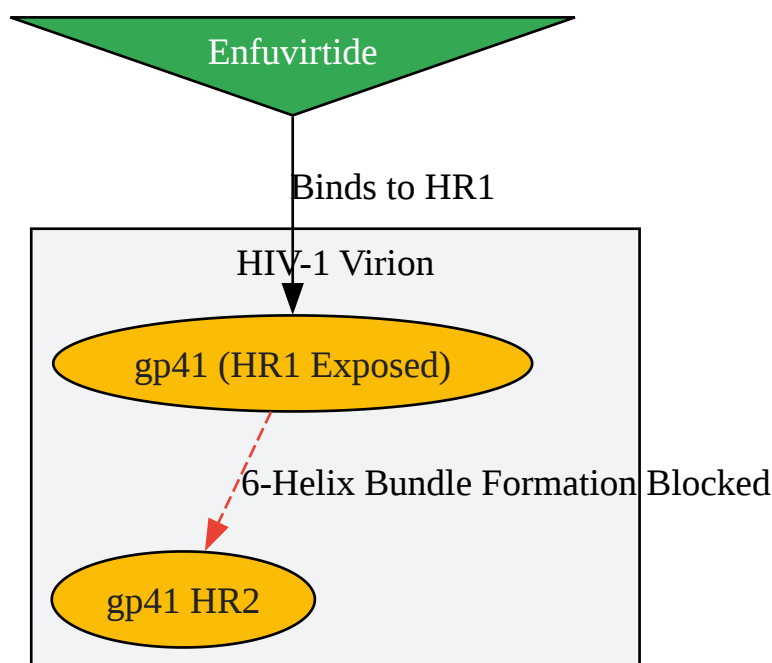 Enfuvirtide
Binds to HR1
HIV-1 Virion
gp41 (HR1 Exposed)
6-Helix Bundle Formation Blocked
gp41 HR2